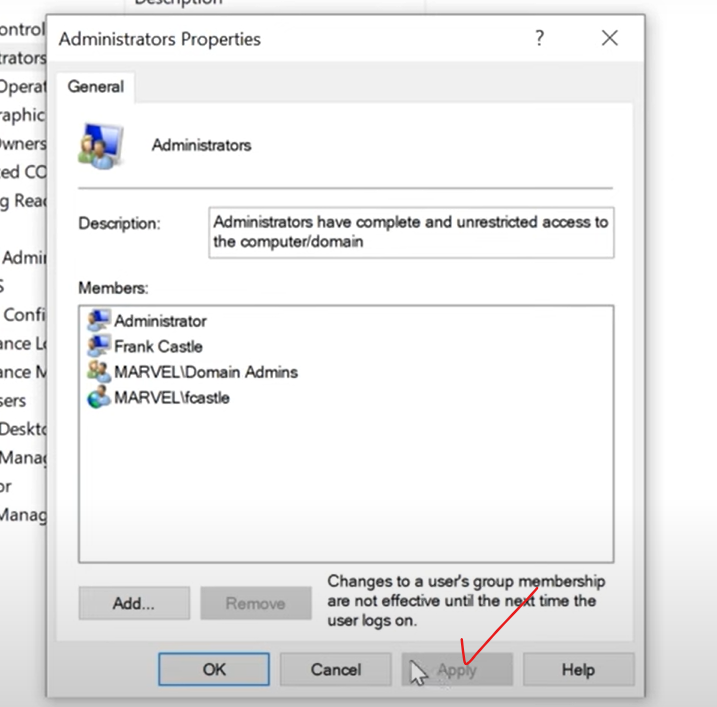 Description
ontrol
Administrators Properties
?
trators
Operat
General
raphic
Owners
Administrators
ed CO
g Read
Description:
Administrators have complete and unrestricted access to
the computer/domain
Admin
S
Members:
Confi
Administrator
ance Lo
Frank Castle
ance M
MARVEL\Domain Admins
sers
MARVEL\fcastle
Deskto
Manag
or
Manag
Add...
Remove
Changes to a user's group membership
are not effective until the next time the
user logs on.
OK
Cancel
Apply
Help